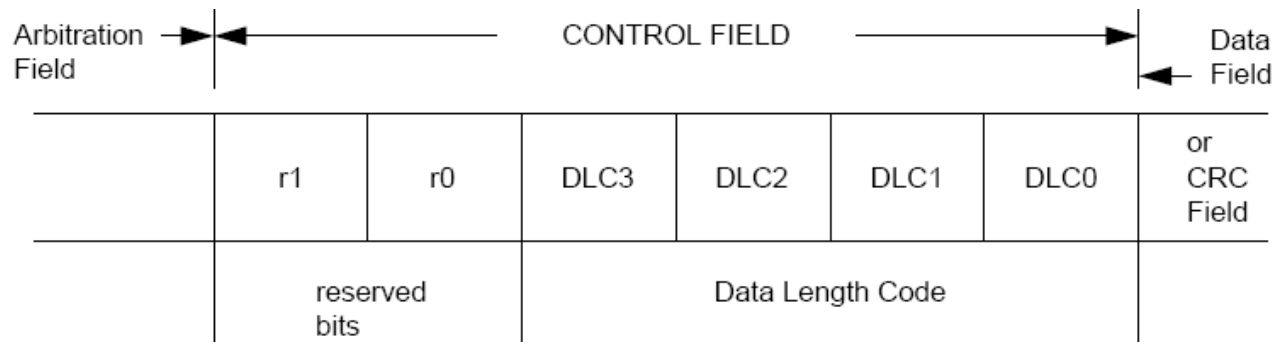 Arbitration
Field
CONTROL FIELD
Data
Field
r1 r0 DLC3 DLC2 DLC1 DLC0
or
CRC
Field
reserved
bits
Data Length Code